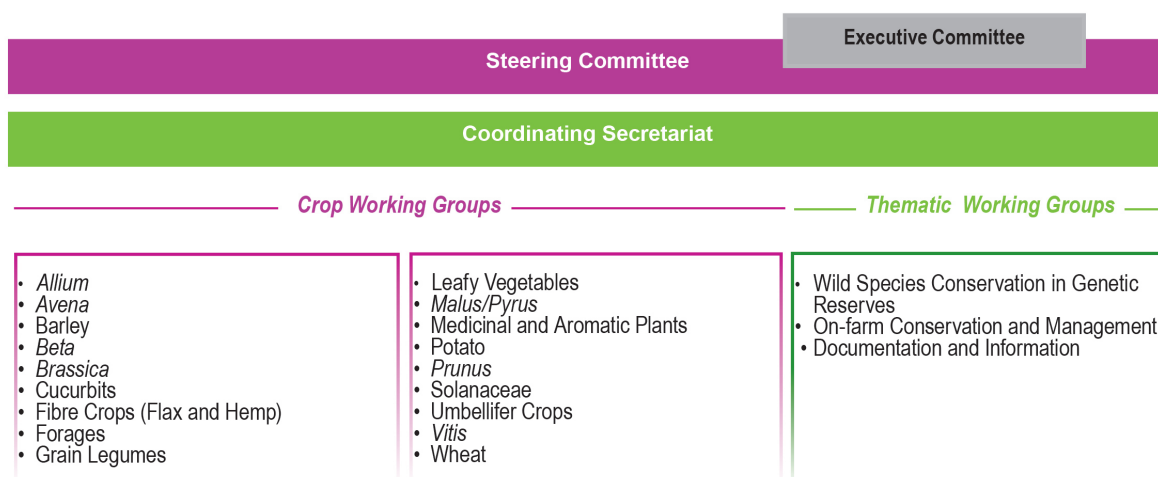 Executive Committee
Steering Committee
Coordinating Secretariat
Crop Working Groups
Thematic Working Groups
• Allium
• Avena
• Barley
• Beta
• Brassica
• Cucurbits
• Fibre Crops (Flax and Hemp)
• Forages
• Grain Legumes
• Leafy Vegetables
• Malus/Pyrus
• Medicinal and Aromatic Plants
• Potato
• Prunus
• Solanaceae
• Umbellifer Crops
• Vitis
• Wheat
• Wild Species Conservation in Genetic
Reserves
• On-farm Conservation and Management
• Documentation and Information